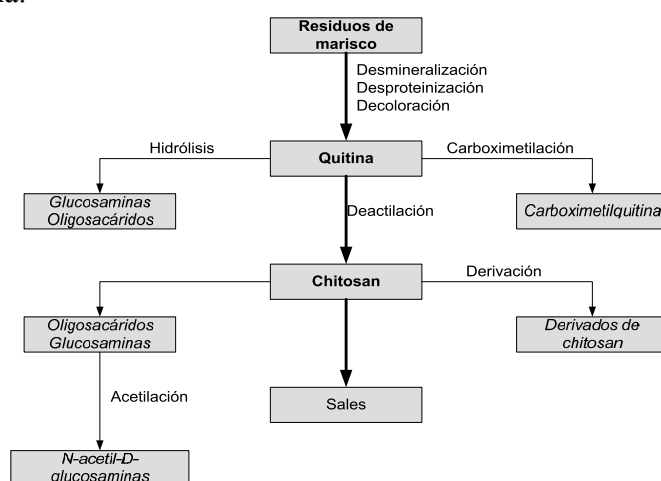 Residuos de
marisco
Desmineralización
Desproteinización
Decoloración
Hidrólisis
Quitina
Carboximetilación
Glucosaminas
Oligosacáridos
Carboximetilquitina
Deactilación
Chitosan
Derivación
Oligosacáridos
Glucosaminas
Derivados de
chitosan
Acetilación
Sales
N-acetil-D-
glucosaminas